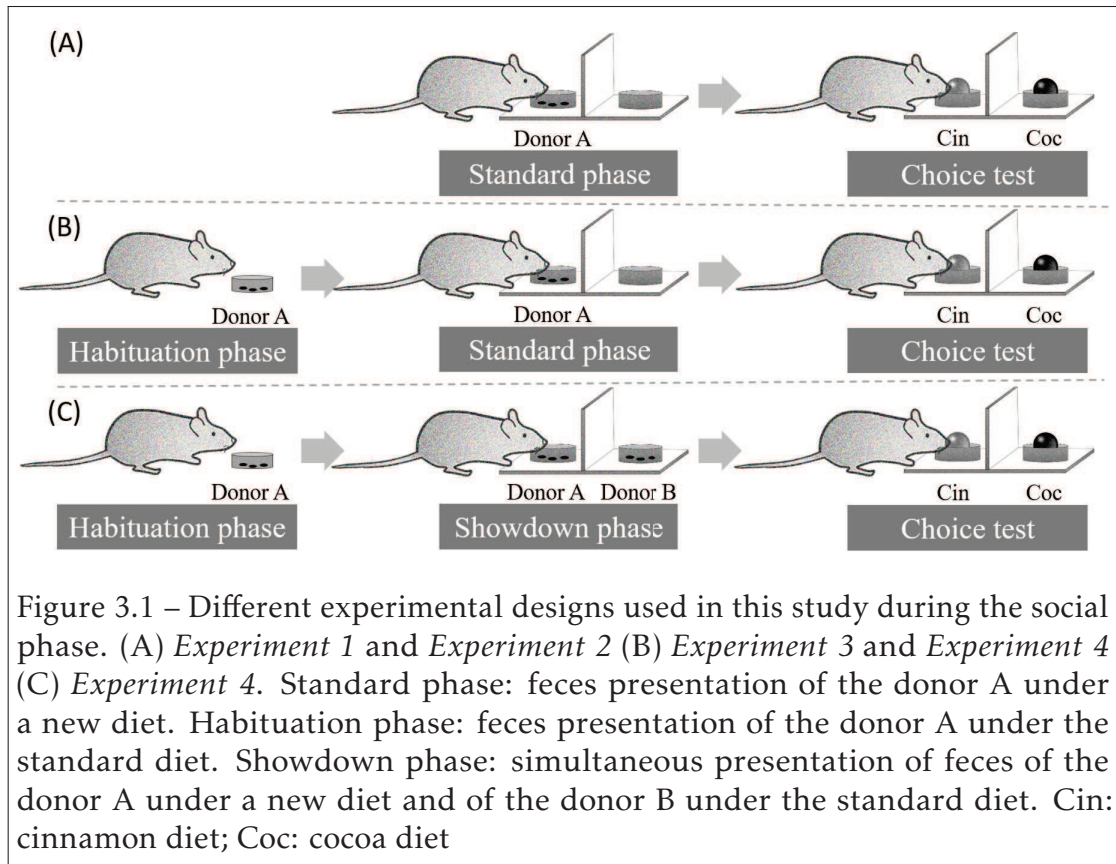 (A)
Donor A
Cin Coc
Standard phase
Choice test
(B)
Donor A
Donor A
Cin Coc
Habituation phase
Standard phase
Choice test
(C)
Donor A
Donor A Donor B
Cin Coc
Habituation phase
Showdown phase
Choice test
Figure 3.1 – Different experimental designs used in this study during the social
phase. (A) Experiment 1 and Experiment 2 (B) Experiment 3 and Experiment 4
(C) Experiment 4. Standard phase: feces presentation of the donor A under
a new diet. Habituation phase: feces presentation of the donor A under the
standard diet. Showdown phase: simultaneous presentation of feces of the
donor A under a new diet and of the donor B under the standard diet. Cin:
cinnamon diet; Coc: cocoa diet